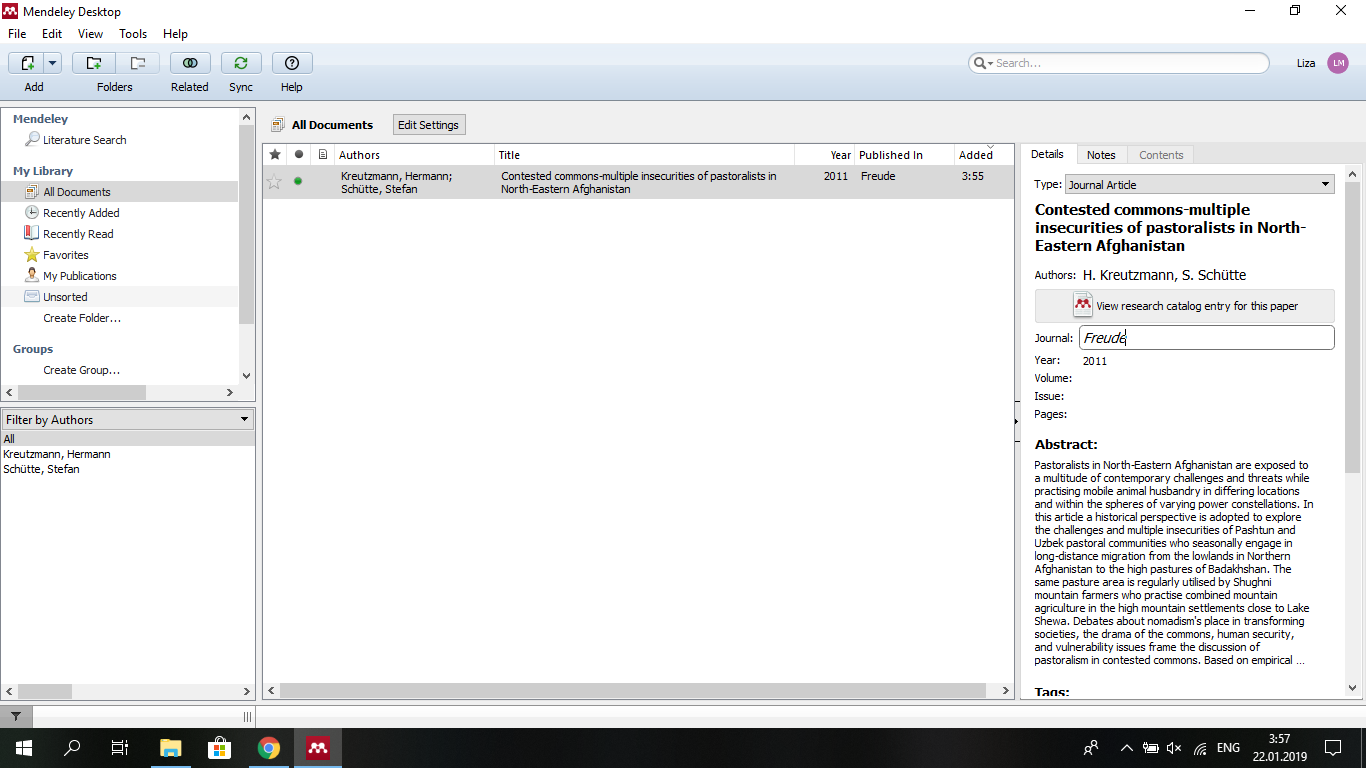 Mendeley Desktop
File Edit View Tools Help
Search...
Liza LM
Add Folders Related Sync Help
Mendeley
Literature Search
My Library
All Documents
Recently Added
Recently Read
Favorites
My Publications
Unsorted
Create Folder...
Groups
Create Group...
Filter by Authors
All
Kreutzmann, Hermann
Schütte, Stefan
All Documents Edit Settings
Authors Title Year Published In Added
Kreutzmann, Hermann; Contested commons-multiple insecurities of pastoralists in 2011 Freude 3:55
Schütte, Stefan North-Eastern Afghanistan
Details Notes Contents
Type: Journal Article
Contested commons-multiple
insecurities of pastoralists in North-
Eastern Afghanistan
Authors: H. Kreutzmann, S. Schütte
View research catalog entry for this paper
Journal: Freude
Year: 2011
Volume:
Issue:
Pages:
Abstract:
Pastoralists in North-Eastern Afghanistan are exposed to
a multitude of contemporary challenges and threats while
practising mobile animal husbandry in differing locations
and within the spheres of varying power constellations. In
this article a historical perspective is adopted to explore
the challenges and multiple insecurities of Pashtun and
Uzbek pastoral communities who seasonally engage in
long-distance migration from the lowlands in Northern
Afghanistan to the high pastures of Badakhshan. The
same pasture area is regularly utilised by Shughni
mountain farmers who practise combined mountain
agriculture in the high mountain settlements close to Lake
Shewa. Debates about nomadism's place in transforming
societies, the drama of the commons, human security,
and vulnerability issues frame the discussion of
pastoralism in contested commons. Based on empirical ...
Tags:
ENG
3:57
22.01.2019